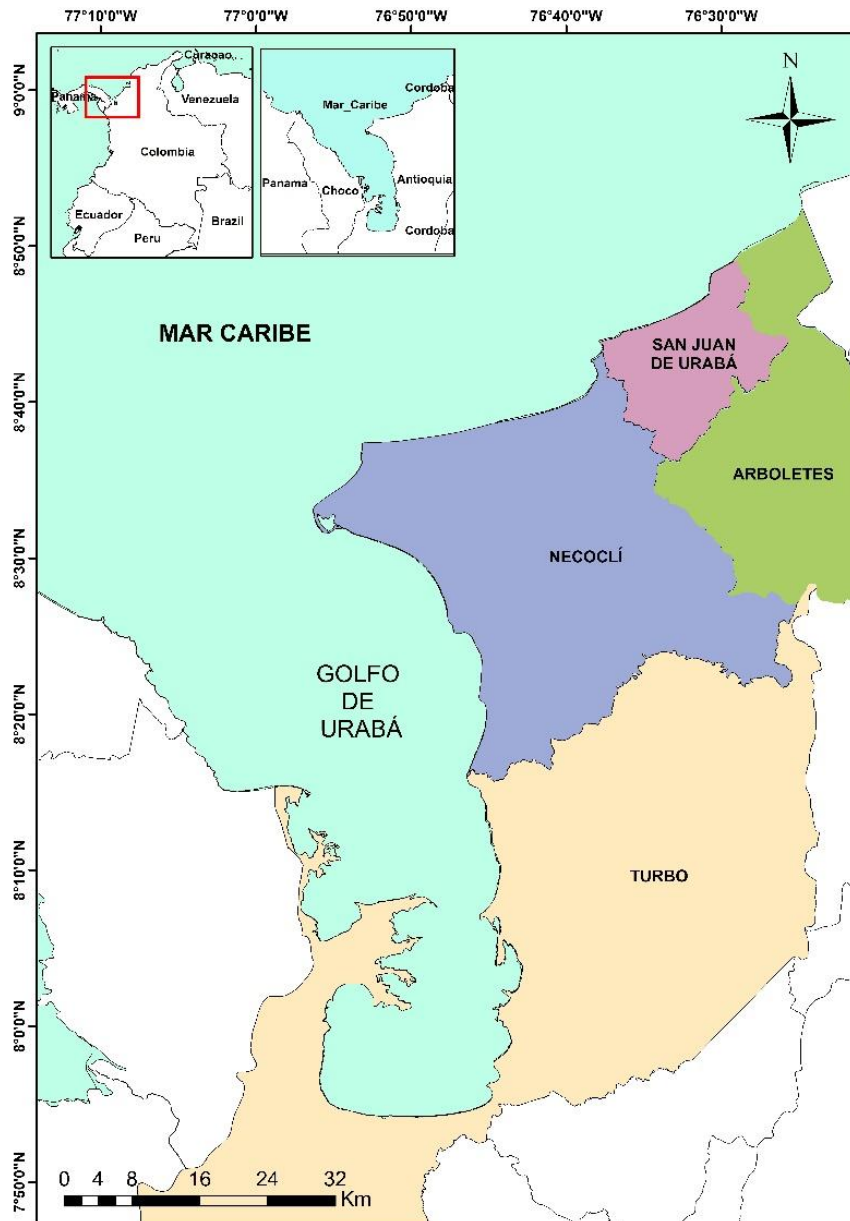 77°10'0"W
77°0'0"W
76°50'0"W
76°40'0"W
76°30'0"W
9°0'0"N
8°50'0"N
8°40'0"N
8°30'0"N
8°20'0"N
8°10'0"N
8°0'0"N
7°50'0"N
Curaçao
Panama
Venezuela
Colombia
Ecuador
Peru
Brazil
Cordoba
Mar_Caribe
Panama
Choco
Antioquia
Cordoba
N
MAR CARIBE
SAN JUAN
DE URABÁ
ARBOLETES
NECOCLÍ
GOLFO
DE
URABÁ
TURBO
0 4 8 16 24 32
Km